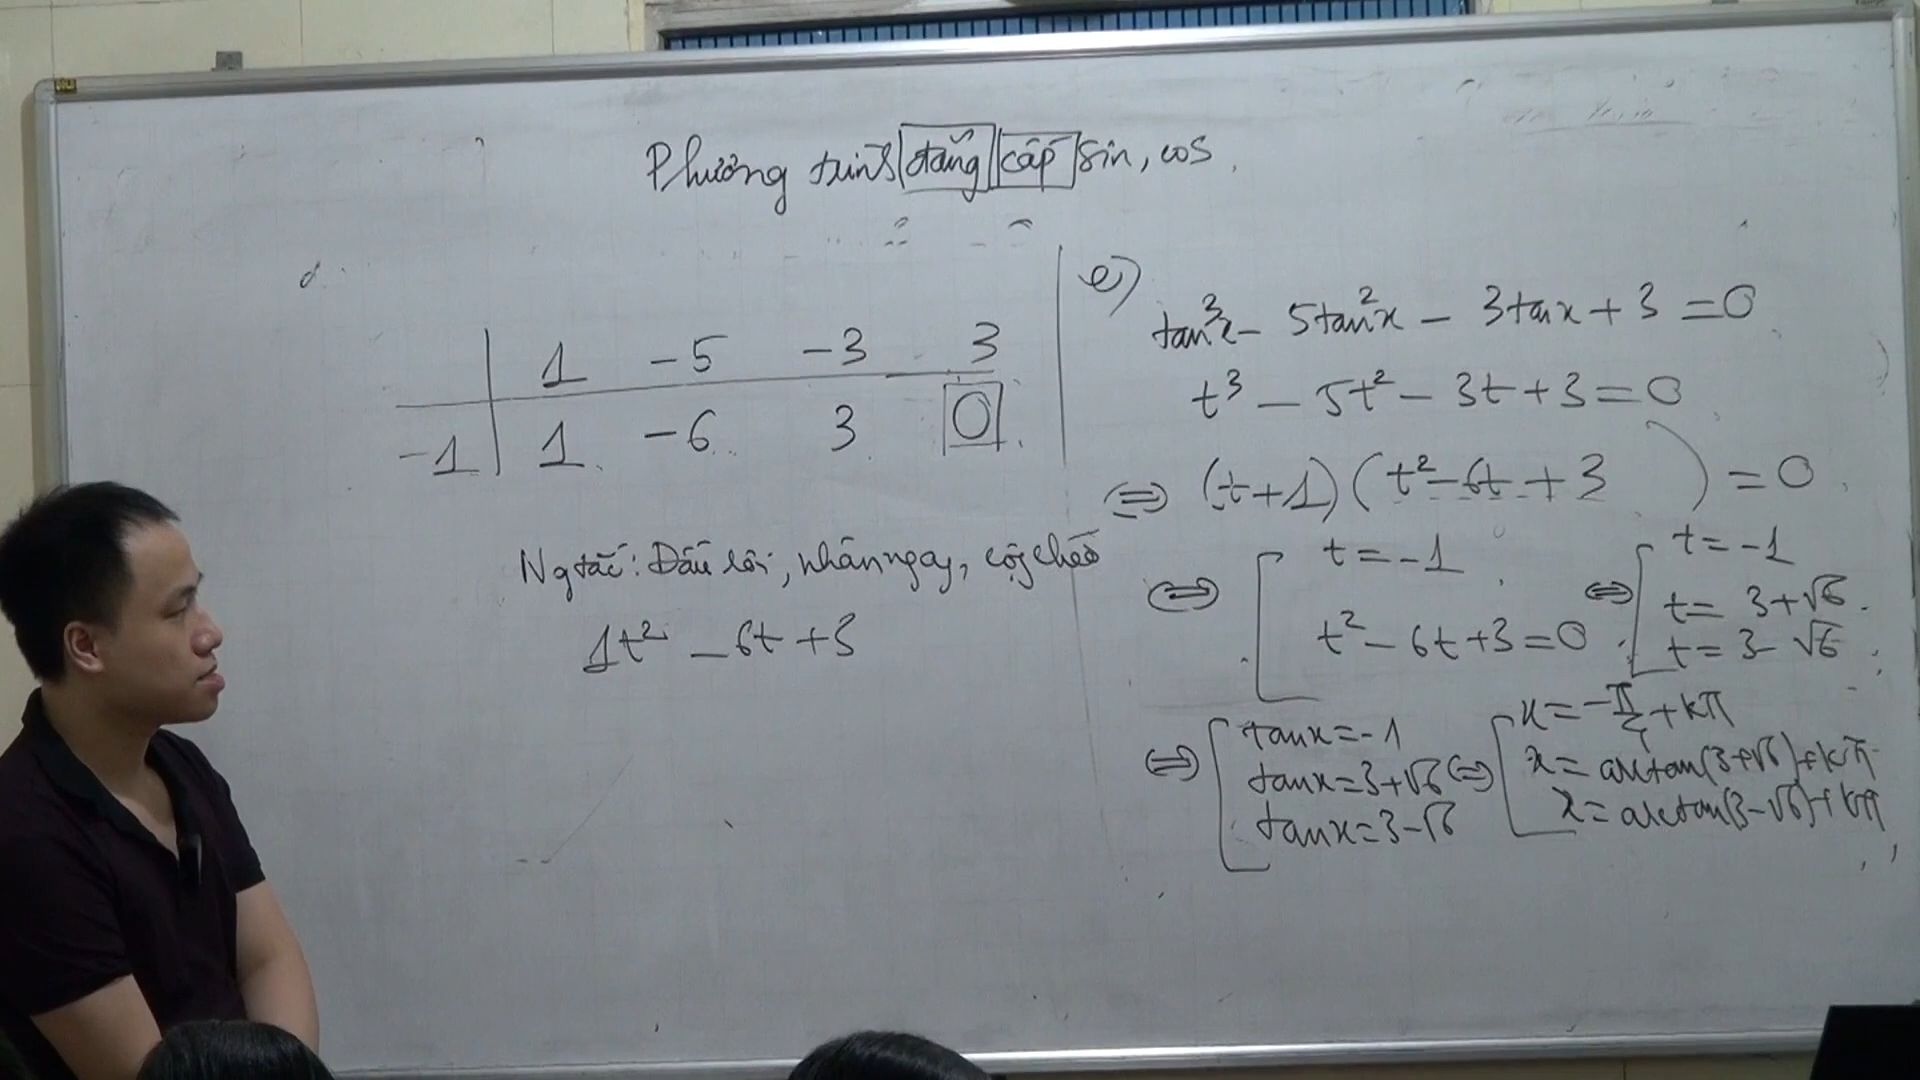 Phương trình đẳng cấp sin, cos
1 -5 -3 3
-1 1 -6 3 0
Ngtắc: Đầu rơi, nhân ngay, cộng chéo
1t² - 6t + 3
e)
tan³x - 5tan²x - 3tanx + 3 = 0
t³ - 5t² - 3t + 3 = 0
⇔ (t+1)(t² - 6t + 3) = 0
⇔ [ t = -1
t² - 6t + 3 = 0
⇔ [ t = -1
t = 3+√6
t = 3-√6
⇔ [ tanx = -1
tanx = 3+√6
tanx = 3-√6
⇔ [ x = -π/4 + kπ
x = arctan(3+√6) + kπ
x = arctan(3-√6) + kπ